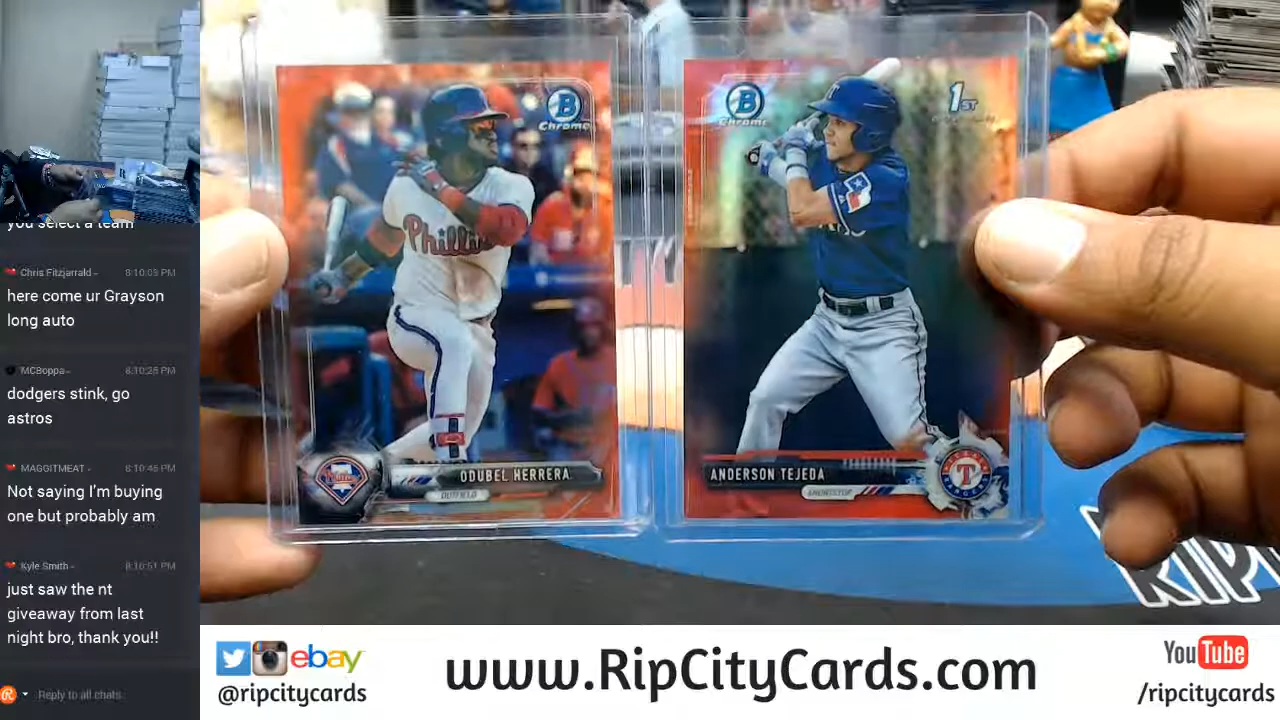 you select a team
Chris Fitzjarrald - 8:10:05 PM
here come ur Grayson
long auto
MCBoppa- 8:10:25 PM
dodgers stink, go
astros
MAGGITMEAT - 8:10:45 PM
Not saying I'm buying
one but probably am
Kyle Smith - 8:10:51 PM
just saw the nt
giveaway from last
night bro, thank you!!
Reply to all chats
B
Chrome
Phillies
ODUBEL HERRERA
OUTFIELD
B
Chrome
1ST
ANDERSON TEJEDA
SHORTSTOP
T
RIP
ebay
@ripcitycards
www.RipCityCards.com
YouTube
/ripcitycards